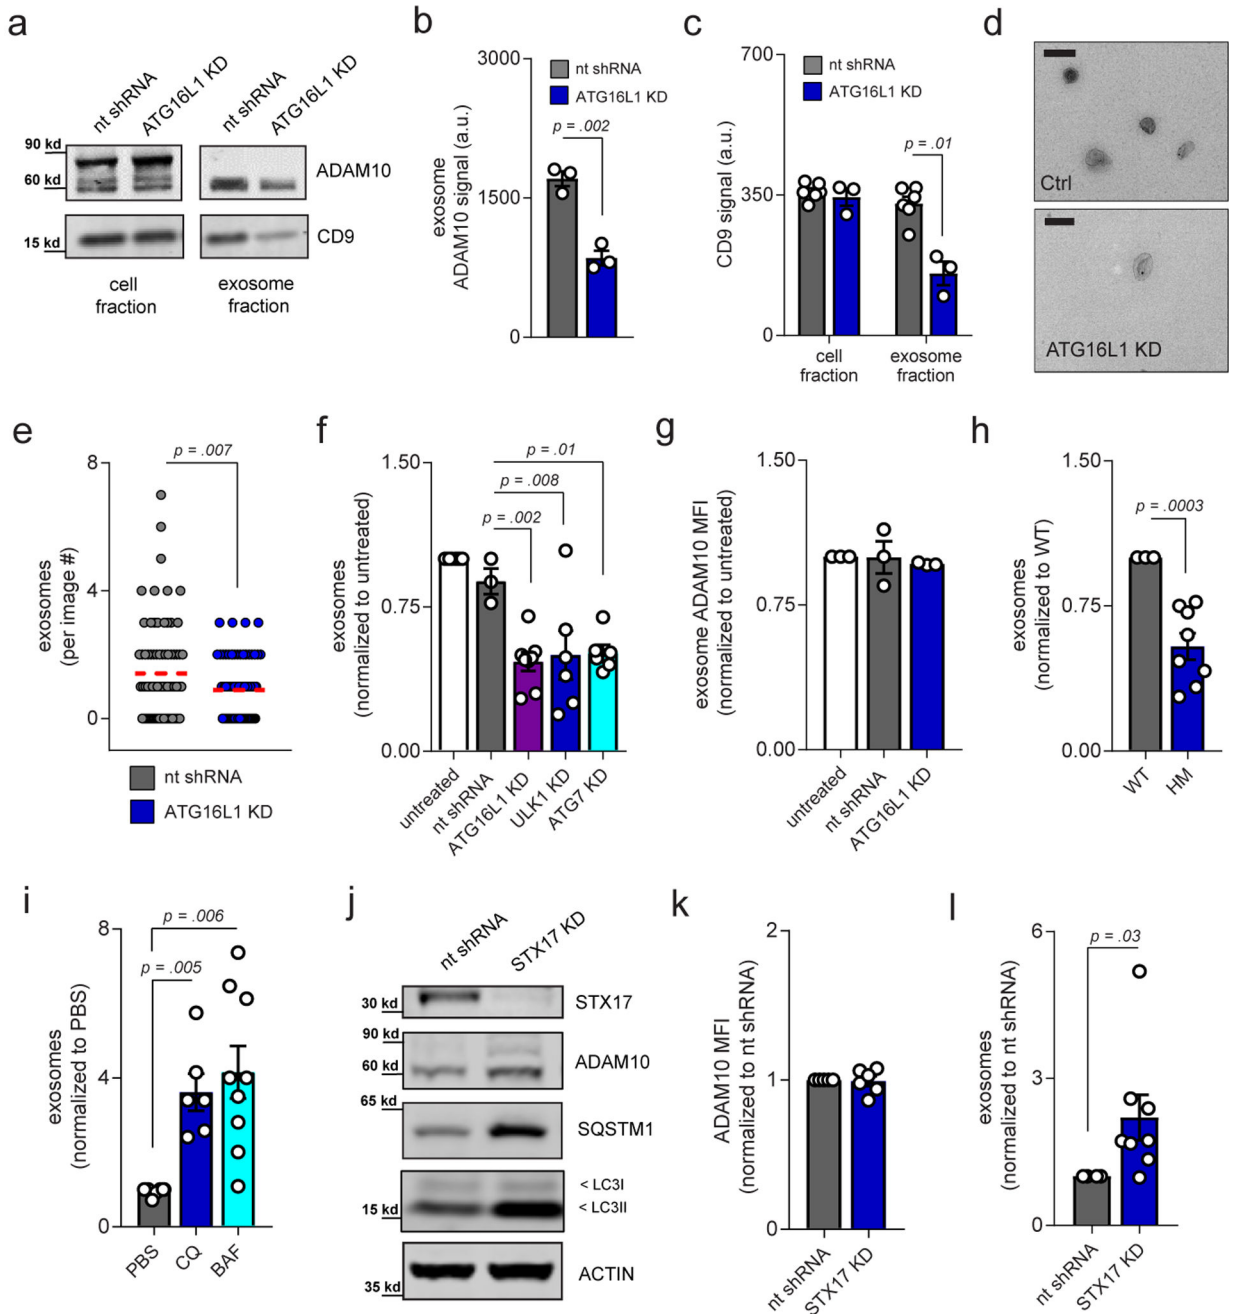 a
nt shRNA
ATG16L1 KD
nt shRNA
ATG16L1 KD
90 kd
60 kd
ADAM10
15 kd
CD9
cell
fraction
exosome
fraction
b
exosome
ADAM10 signal (a.u.)
3000
1500
0
nt shRNA
ATG16L1 KD
p = .002
c
CD9 signal (a.u.)
700
350
0
nt shRNA
ATG16L1 KD
p = .01
cell
fraction
exosome
fraction
d
Ctrl
ATG16L1 KD
e
exosomes
(per image #)
8
4
0
p = .007
nt shRNA
ATG16L1 KD
f
exosomes
(normalized to untreated)
1.50
0.75
0.00
p = .01
p = .008
p = .002
untreated
nt shRNA
ATG16L1 KD
ULK1 KD
ATG7 KD
g
exosome ADAM10 MFI
(normalized to untreated)
1.50
0.75
0.00
untreated
nt shRNA
ATG16L1 KD
h
exosomes
(normalized to WT)
1.50
0.75
0.00
p = .0003
WT
HM
i
exosomes
(normalized to PBS)
8
4
0
p = .006
p = .005
PBS
CQ
BAF
j
nt shRNA
STX17 KD
30 kd
STX17
90 kd
60 kd
ADAM10
65 kd
SQSTM1
< LC3I
15 kd
< LC3II
35 kd
ACTIN
k
ADAM10 MFI
(normalized to nt shRNA)
2
1
0
nt shRNA
STX17 KD
l
exosomes
(normalized to nt shRNA)
6
3
0
p = .03
nt shRNA
STX17 KD